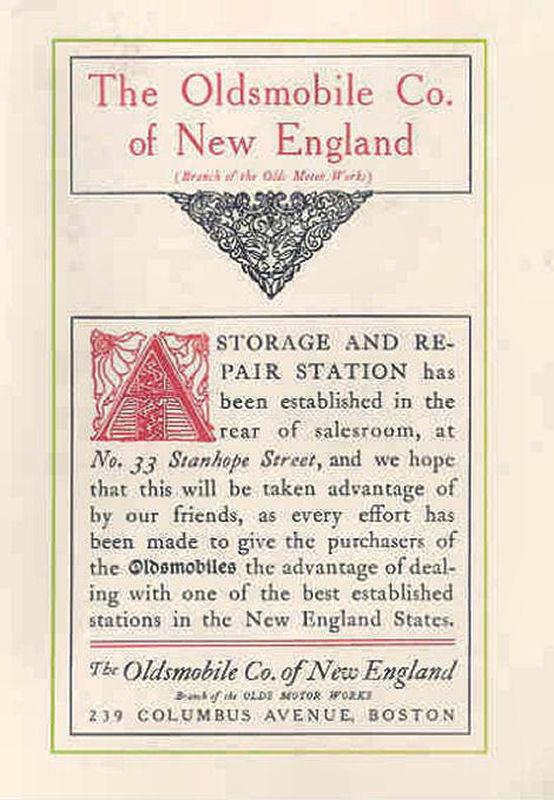 The Oldsmobile Co.
of New England
(Branch of the Olds Motor Works)
A STORAGE AND RE-
PAIR STATION has
been established in the
rear of salesroom, at
No. 33 Stanhope Street, and we hope
that this will be taken advantage of
by our friends, as every effort has
been made to give the purchasers of
the Oldsmobiles the advantage of deal-
ing with one of the best established
stations in the New England States.
The Oldsmobile Co. of New England
Branch of the OLDS MOTOR WORKS
239 COLUMBUS AVENUE, BOSTON